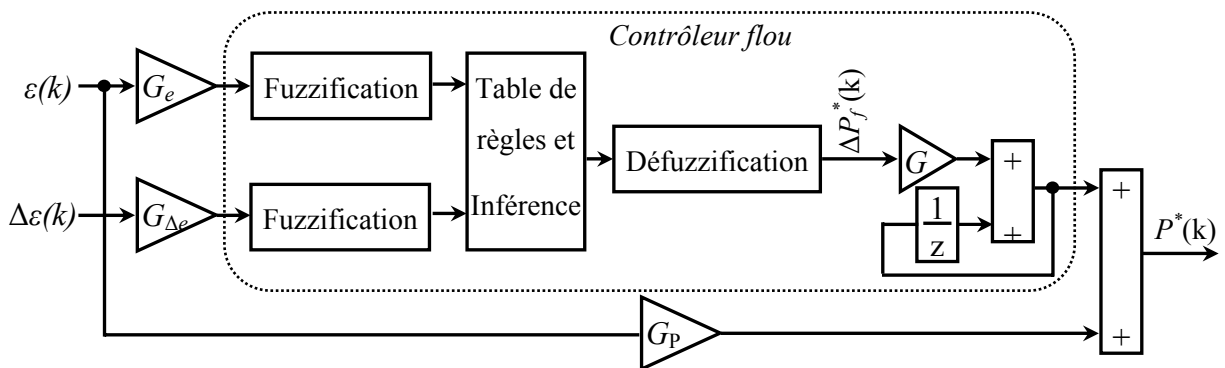 Contrôleur flou
ε(k)
G_e
Fuzzification
Table de
règles et
Inférence
Défuzzification
ΔP_f^*(k)
G
+
+
1
z
Δε(k)
G_Δe
Fuzzification
+
+
P^*(k)
G_P